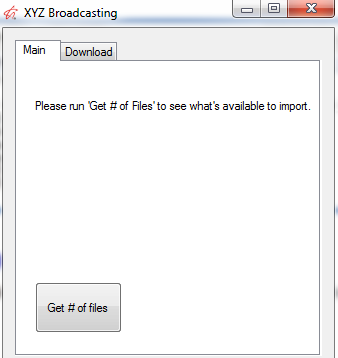 XYZ Broadcasting
Main Download
Please run 'Get # of Files' to see what's available to import.
Get # of files